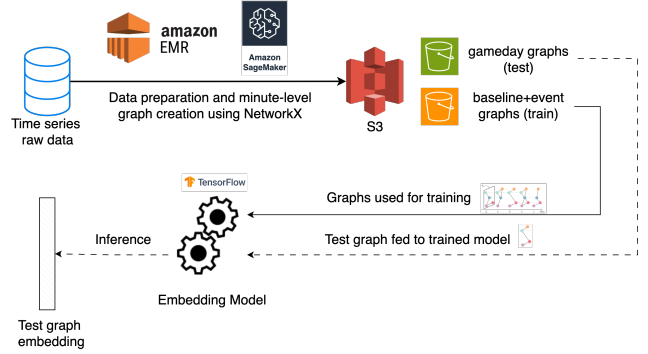 amazon
EMR
Amazon
SageMaker
gameday graphs
(test)
Data preparation and minute-level
graph creation using NetworkX
baseline+event
graphs (train)
S3
Time series
raw data
TensorFlow
Graphs used for training
Inference
Test graph fed to trained model
Embedding Model
Test graph
embedding